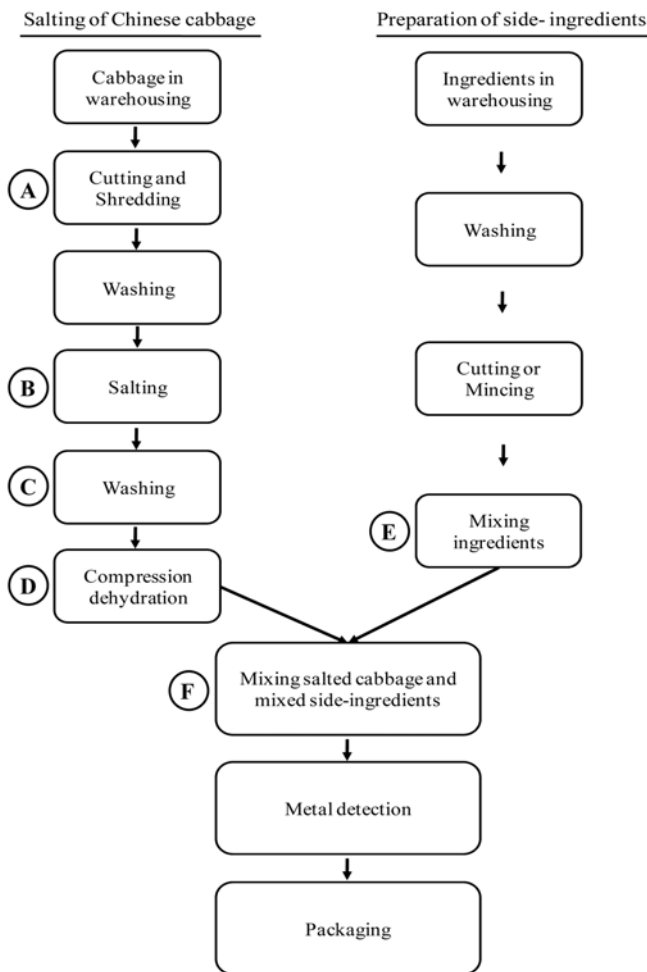 Salting of Chinese cabbage
Cabbage in
warehousing
A
Cutting and
Shredding
Washing
B
Salting
C
Washing
D
Compression
dehydration
Preparation of side- ingredients
Ingredients in
warehousing
Washing
Cutting or
Mincing
E
Mixing
ingredients
F
Mixing salted cabbage and
mixed side-ingredients
Metal detection
Packaging